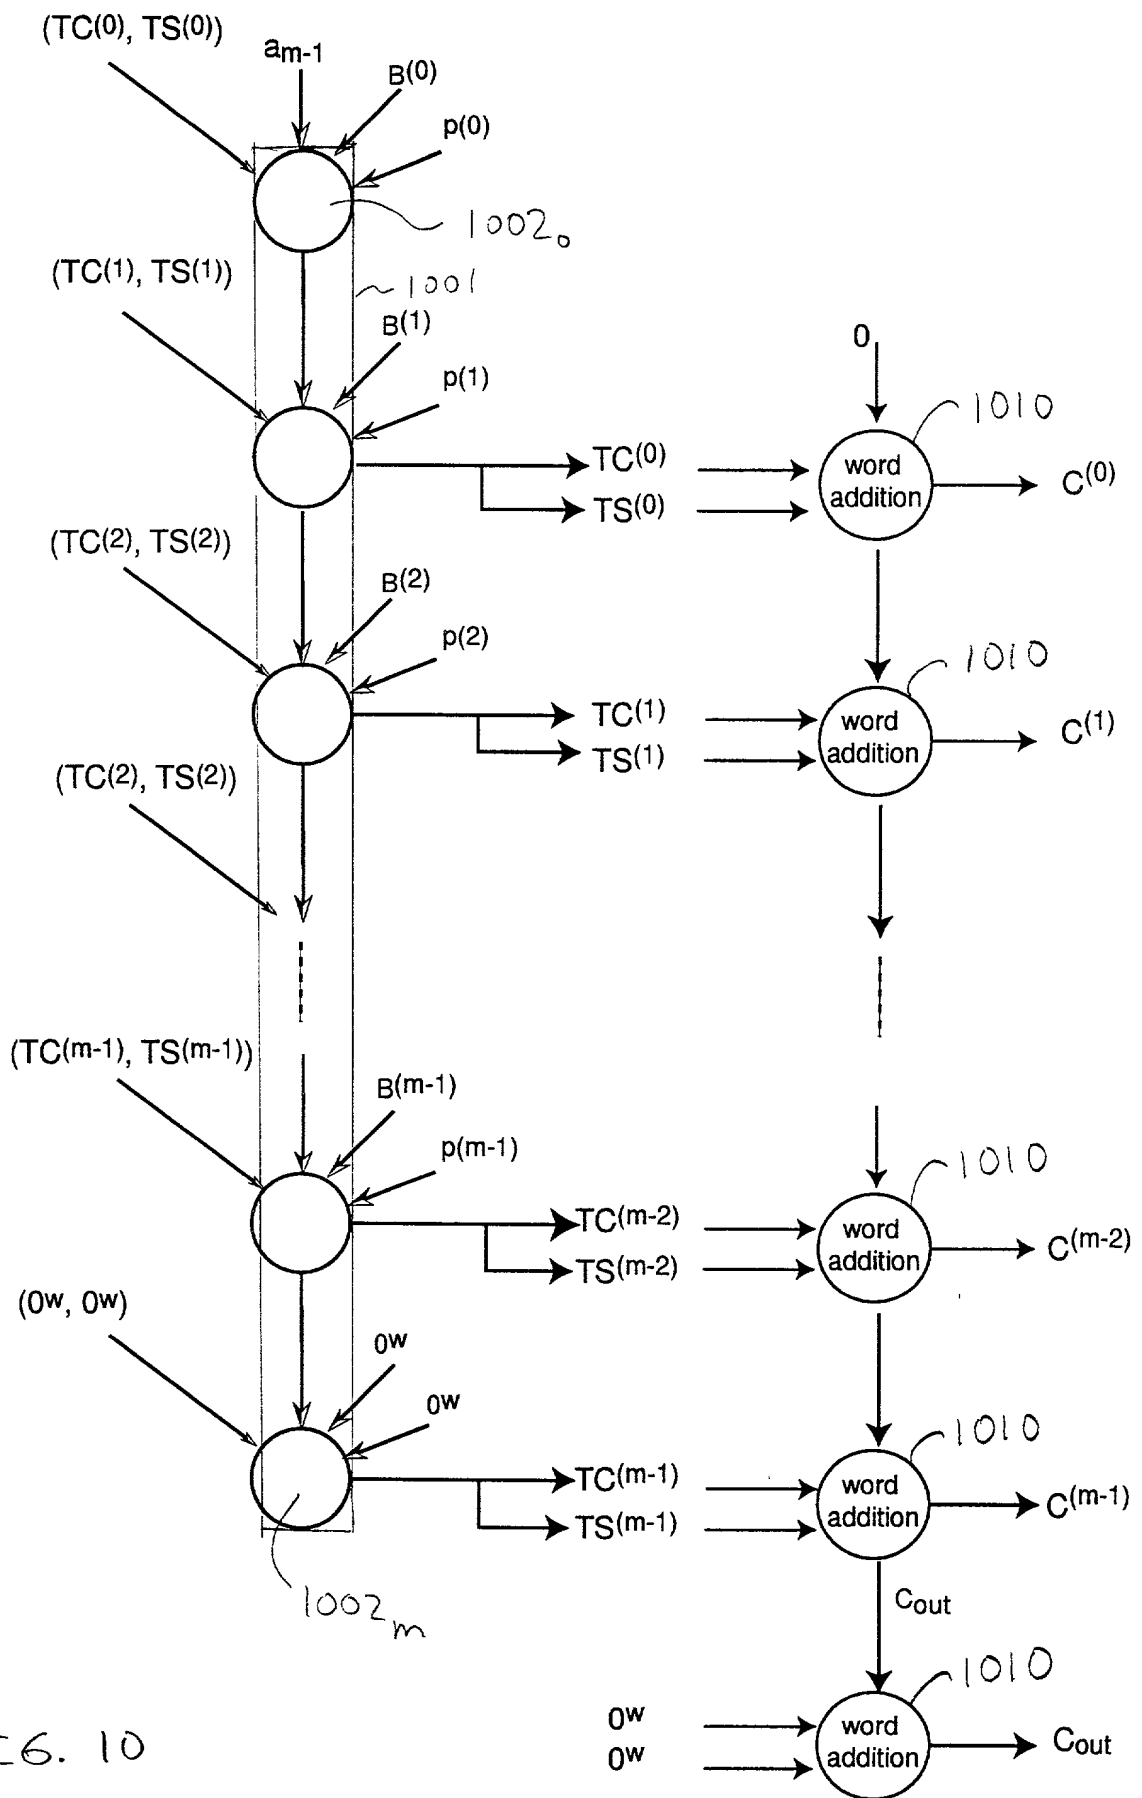 (TC(0), TS(0))
am-1
B(0)
p(0)
10020
(TC(1), TS(1))
1001
B(1)
p(1)
0
1010
TC(0)
TS(0)
word addition
C(0)
(TC(2), TS(2))
B(2)
p(2)
1010
TC(1)
TS(1)
word addition
C(1)
(TC(2), TS(2))
(TC(m-1), TS(m-1))
B(m-1)
p(m-1)
1010
TC(m-2)
TS(m-2)
word addition
C(m-2)
(0w, 0w)
0w
0w
1010
TC(m-1)
TS(m-1)
word addition
C(m-1)
1002m
Cout
1010
0w
0w
word addition
Cout
IG. 10